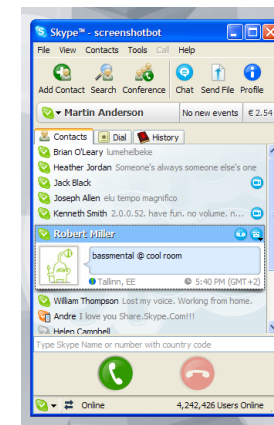 Skype™ - screenshotbot
File View Contacts Tools Call Help
Add Contact Search Conference Chat Send File Profile
Martin Anderson No new events € 2.54
Contacts Dial History
Brian O'Leary lumehelbeke
Heather Jordan Someone's always someone else's one
Jack Black
Joseph Allen elu tempo magnifico
Kenneth Smith 2.0.0.52. have fun. no volume. n...
Robert Miller
bassmental @ cool room
Tallinn, EE 5:40 PM (GMT+2)
William Thompson Lost my voice. Working from home.
Andre I love you Share.Skype.Com!!!
Helen Campbell
Type Skype Name or number with country code
Online 4,242,426 Users Online